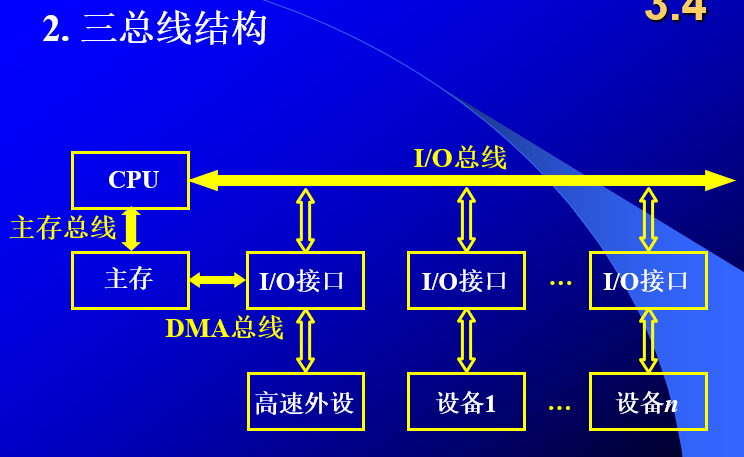 3.4
2. 三总线结构
I/O总线
CPU
主存总线
主存
I/O接口
I/O接口
…
I/O接口
DMA总线
高速外设
设备1
…
设备n